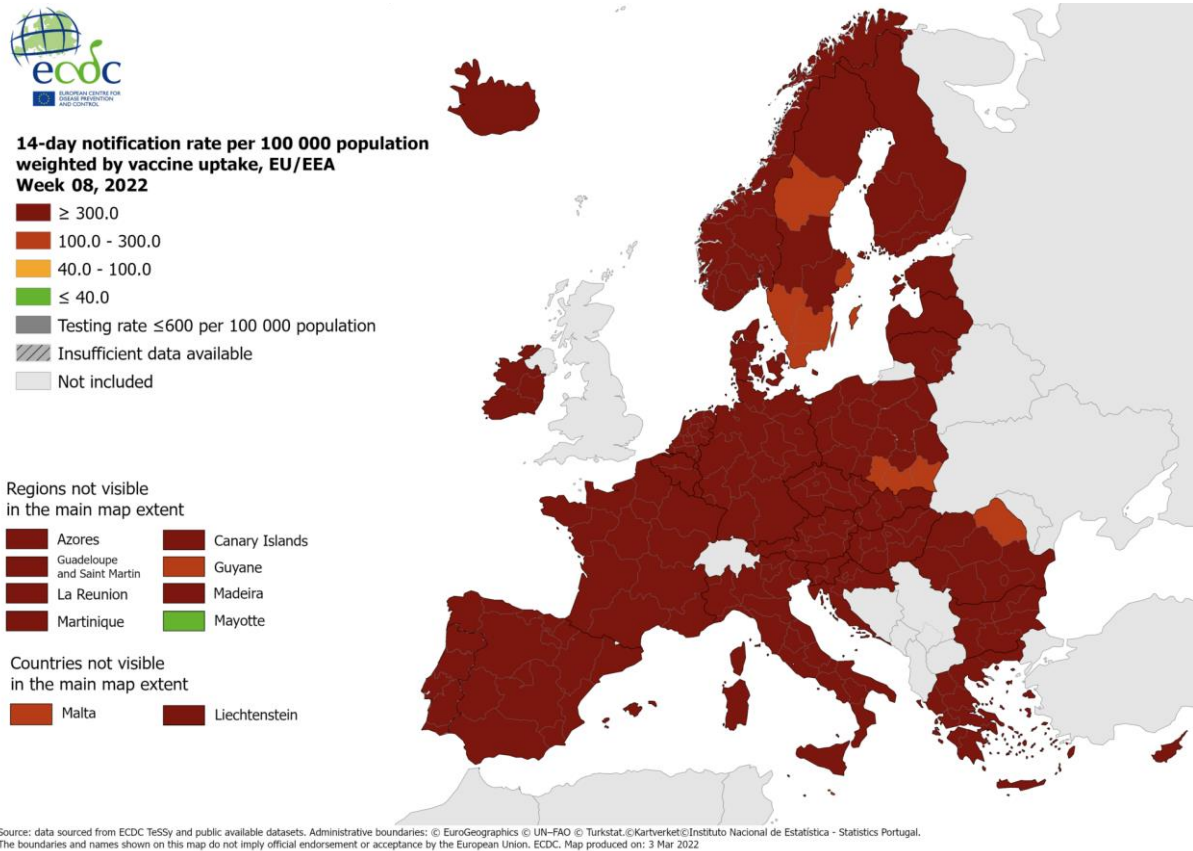 ecdc
EUROPEAN CENTRE FOR
DISEASE PREVENTION
AND CONTROL
14-day notification rate per 100 000 population
weighted by vaccine uptake, EU/EEA
Week 08, 2022
≥ 300.0
100.0 - 300.0
40.0 - 100.0
≤ 40.0
Testing rate ≤600 per 100 000 population
Insufficient data available
Not included
Regions not visible
in the main map extent
Azores
Canary Islands
Guadeloupe
and Saint Martin
Guyane
La Reunion
Madeira
Martinique
Mayotte
Countries not visible
in the main map extent
Malta
Liechtenstein
Source: data sourced from ECDC TeSSy and public available datasets. Administrative boundaries: © EuroGeographics © UN–FAO © Turkstat.©Kartverket©Instituto Nacional de Estatística - Statistics Portugal.
The boundaries and names shown on this map do not imply official endorsement or acceptance by the European Union. ECDC. Map produced on: 3 Mar 2022